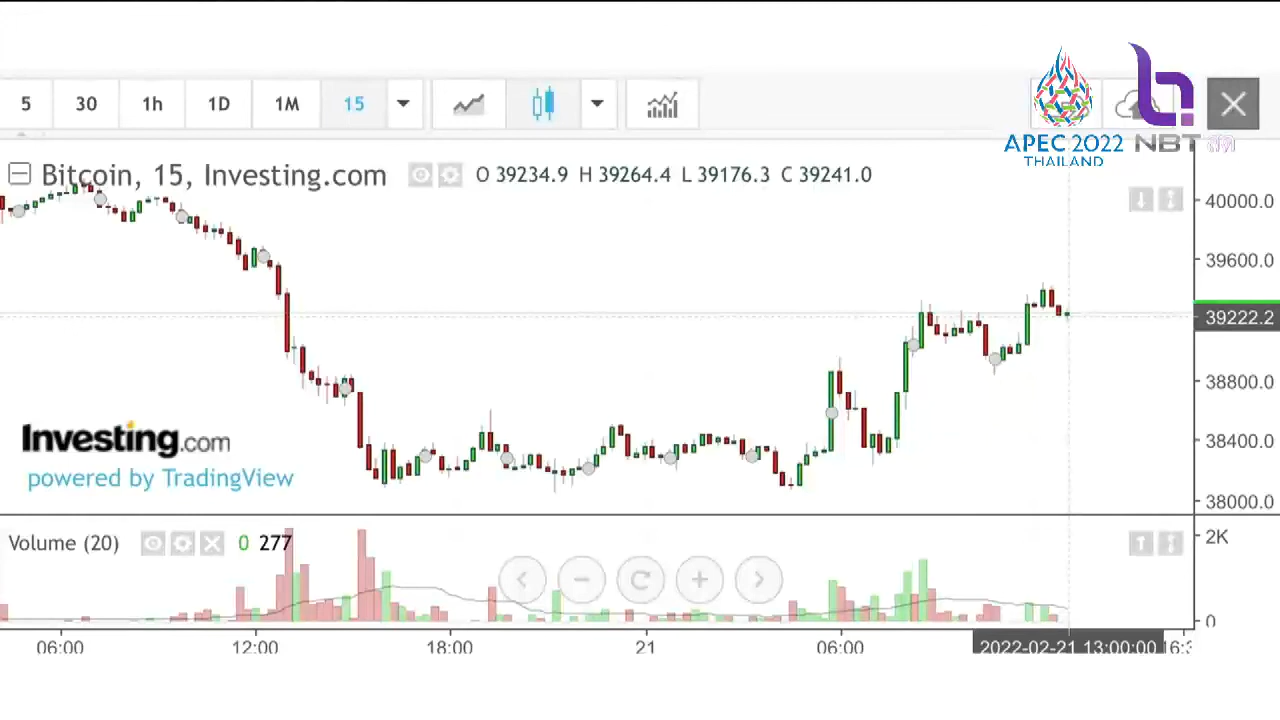 5 30 1h 1D 1M 15
APEC 2022
THAILAND
NBT สด
Bitcoin, 15, Investing.com O 39234.9 H 39264.4 L 39176.3 C 39241.0
40000.0
39600.0
39222.2
38800.0
38400.0
38000.0
Investing.com
powered by TradingView
Volume (20) 0 277
2K
0
06:00 12:00 18:00 21 06:00 2022-02-21 13:00:00